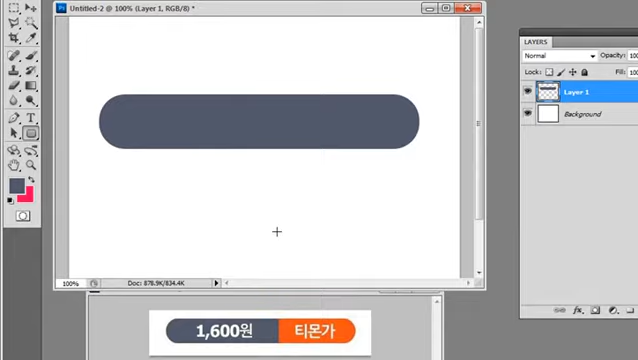 Untitled-2 @ 100% (Layer 1, RGB/8) *
LAYERS
Normal
Opacity: 100
Lock:
Fill: 100
Layer 1
Background
100%
Doc: 878.9K/834.4K
1,600원 티몬가